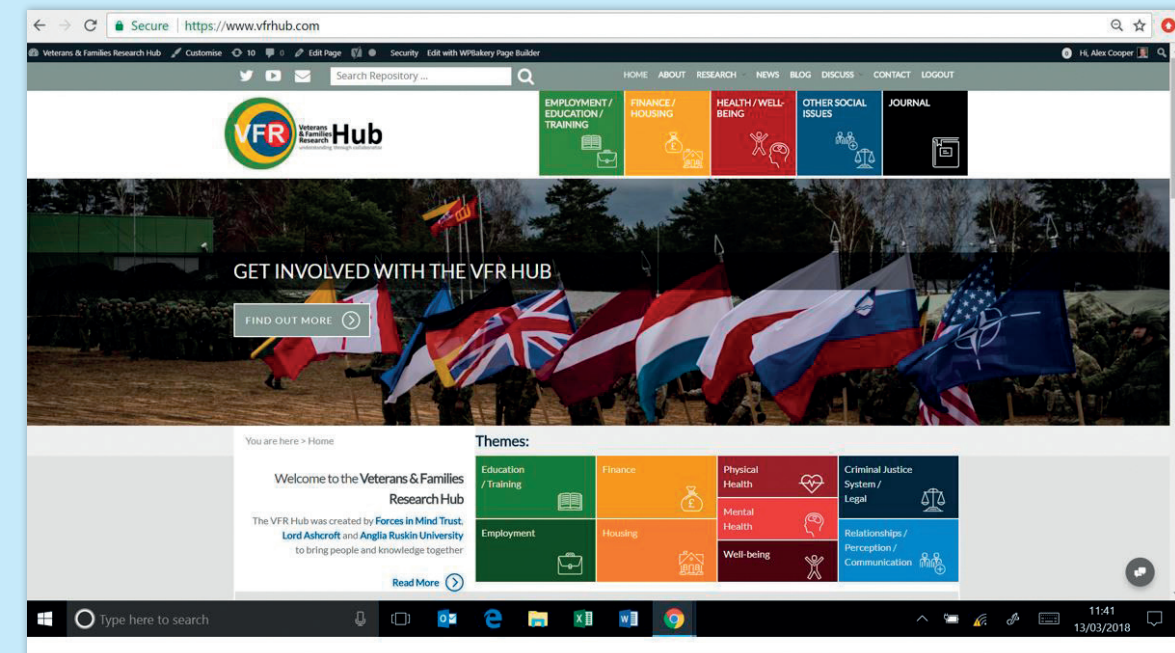 Secure https://www.vfrhub.com
Veterans & Families Research Hub Customise 10 0 Edit Page Security Edit with WPBakery Page Builder 0 Hi, Alex Cooper
Search Repository ... HOME ABOUT RESEARCH NEWS BLOG DISCUSS CONTACT LOGOUT
VFR
Veterans
& Families
Research
Hub
understanding through collaboration
EMPLOYMENT /
EDUCATION /
TRAINING
FINANCE /
HOUSING
HEALTH / WELL-
BEING
OTHER SOCIAL
ISSUES
JOURNAL
GET INVOLVED WITH THE VFR HUB
FIND OUT MORE
You are here > Home
Welcome to the Veterans & Families
Research Hub
The VFR Hub was created by Forces in Mind Trust,
Lord Ashcroft and Anglia Ruskin University
to bring people and knowledge together
Read More
Themes:
Education
/ Training
Finance
Physical
Health
Criminal Justice
System /
Legal
Mental
Health
Employment
Housing
Well-being
Relationships /
Perception /
Communication
Type here to search
11:41
13/03/2018